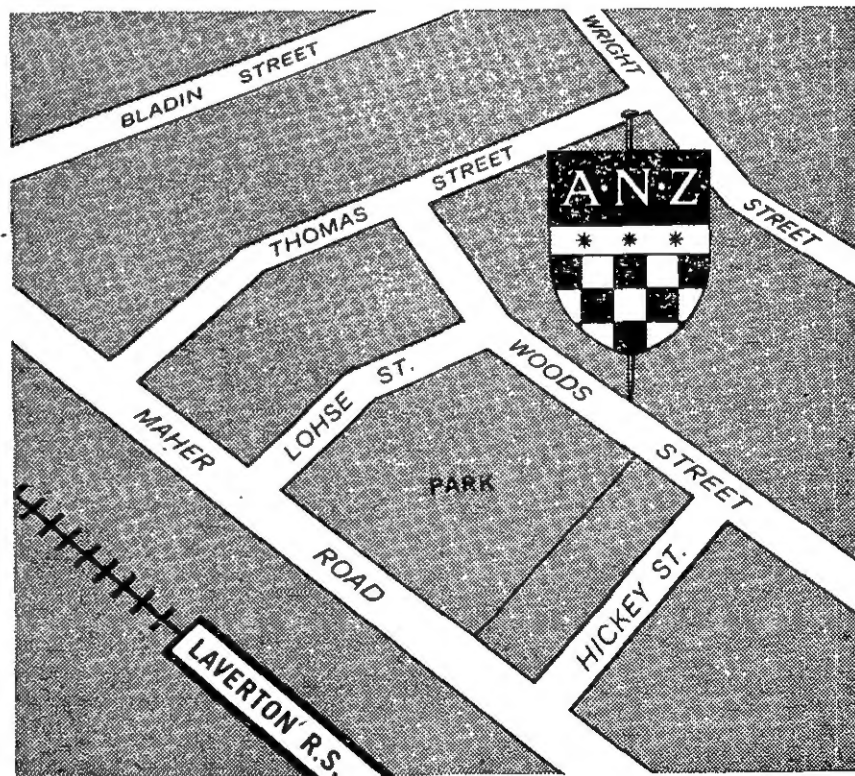 BLADIN STREET
WRIGHT STREET
THOMAS STREET
A.N.Z
LOHSE ST.
WOODS STREET
MAHER ROAD
PARK
HICKEY ST.
LAVERTON R.S.